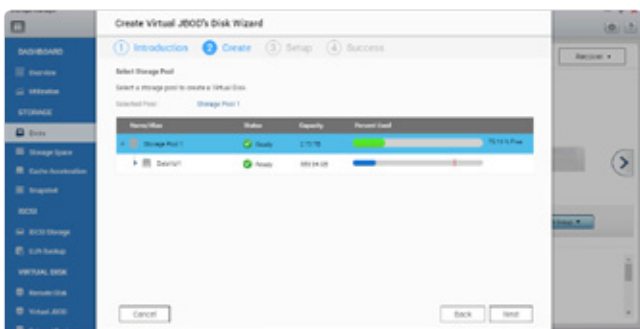 Create Virtual JBOD's Disk Wizard
1 Introduction 2 Create 3 Setup 4 Success
Select Storage Pool
Select a storage pool to create a Virtual Disk.
Selected Pool: Storage Pool 1
Name/Alias Status Capacity Percent Used
Storage Pool 1 Ready
Ready
Cancel Back Next
DASHBOARD
Overview
Utilization
STORAGE
Disks
Storage Space
Cache Acceleration
Snapshot
iSCSI
iSCSI Storage
LUN Backup
VIRTUAL DISK
Remote Disk
Virtual JBOD
Recover